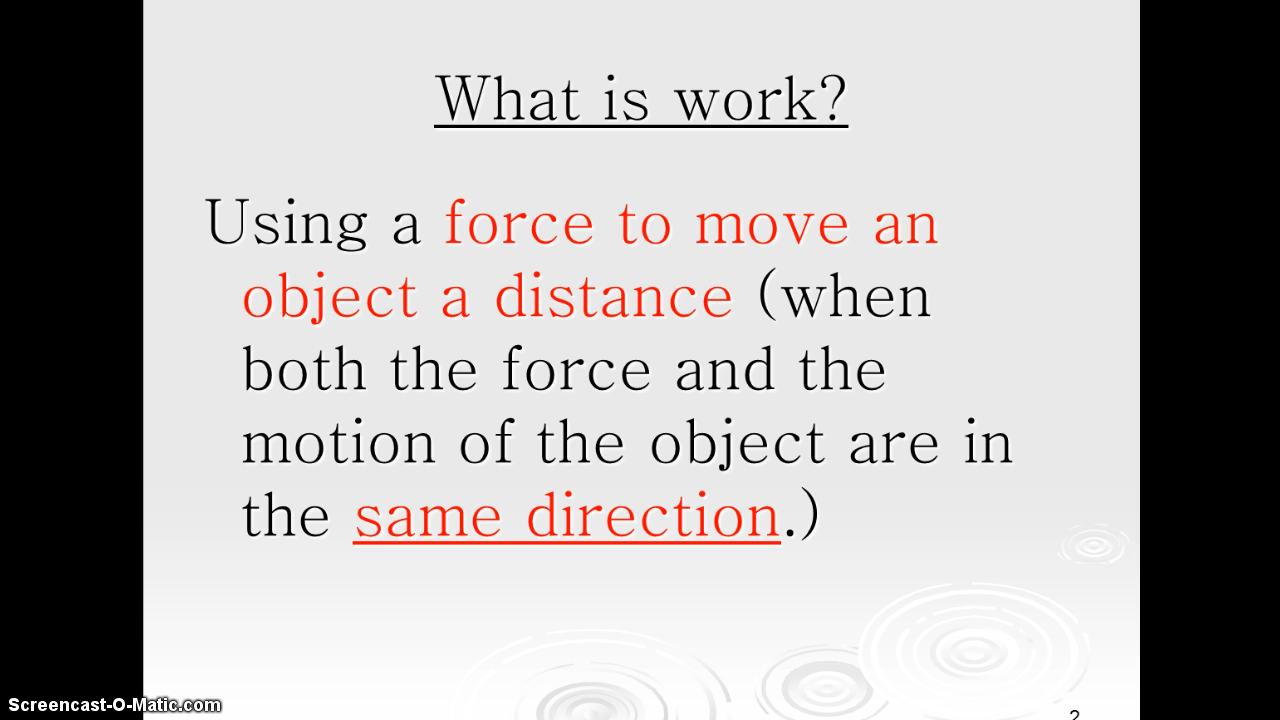 What is work?
Using a force to move an
object a distance (when
both the force and the
motion of the object are in
the same direction.)
2
Screencast-O-Matic.com